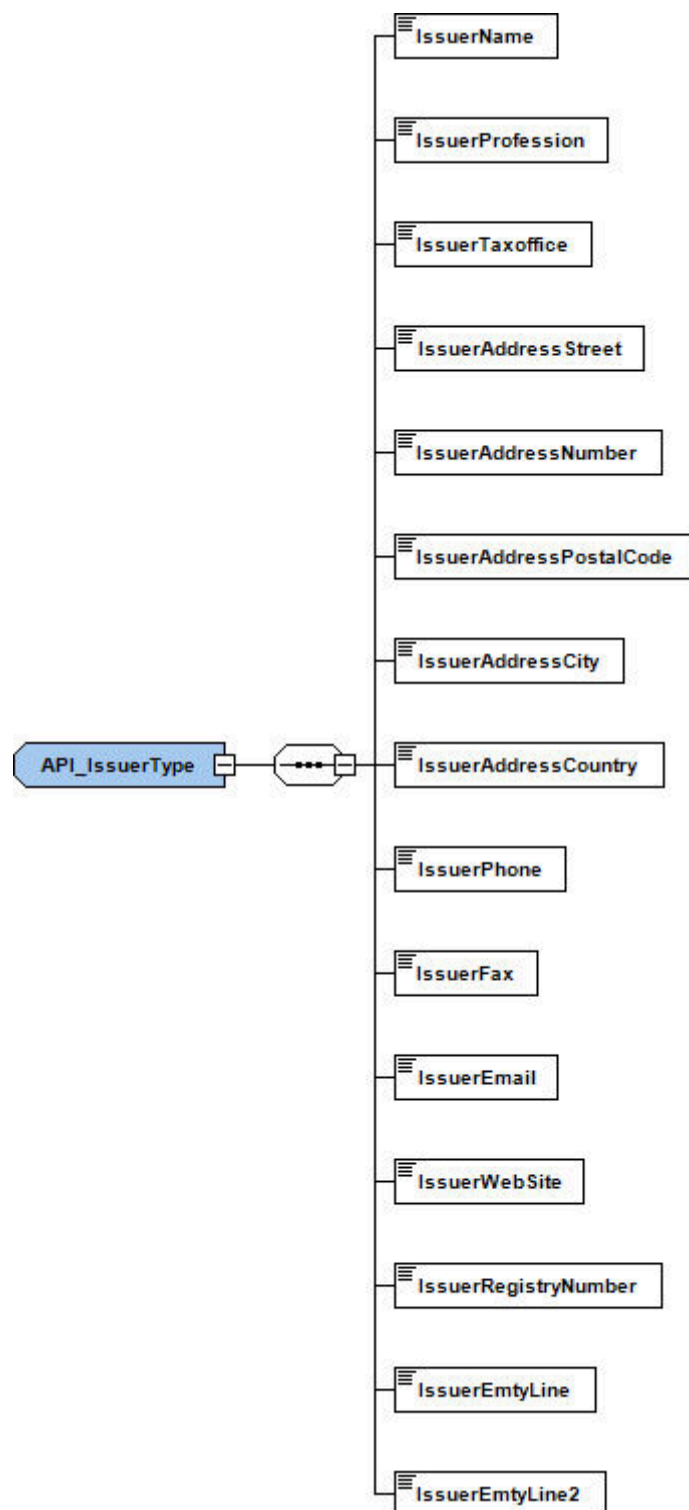 IssuerName
IssuerProfession
IssuerTaxoffice
IssuerAddressStreet
IssuerAddressNumber
IssuerAddressPostalCode
IssuerAddressCity
API_IssuerType
IssuerAddressCountry
IssuerPhone
IssuerFax
IssuerEmail
IssuerWebSite
IssuerRegistryNumber
IssuerEmtyLine
IssuerEmtyLine2